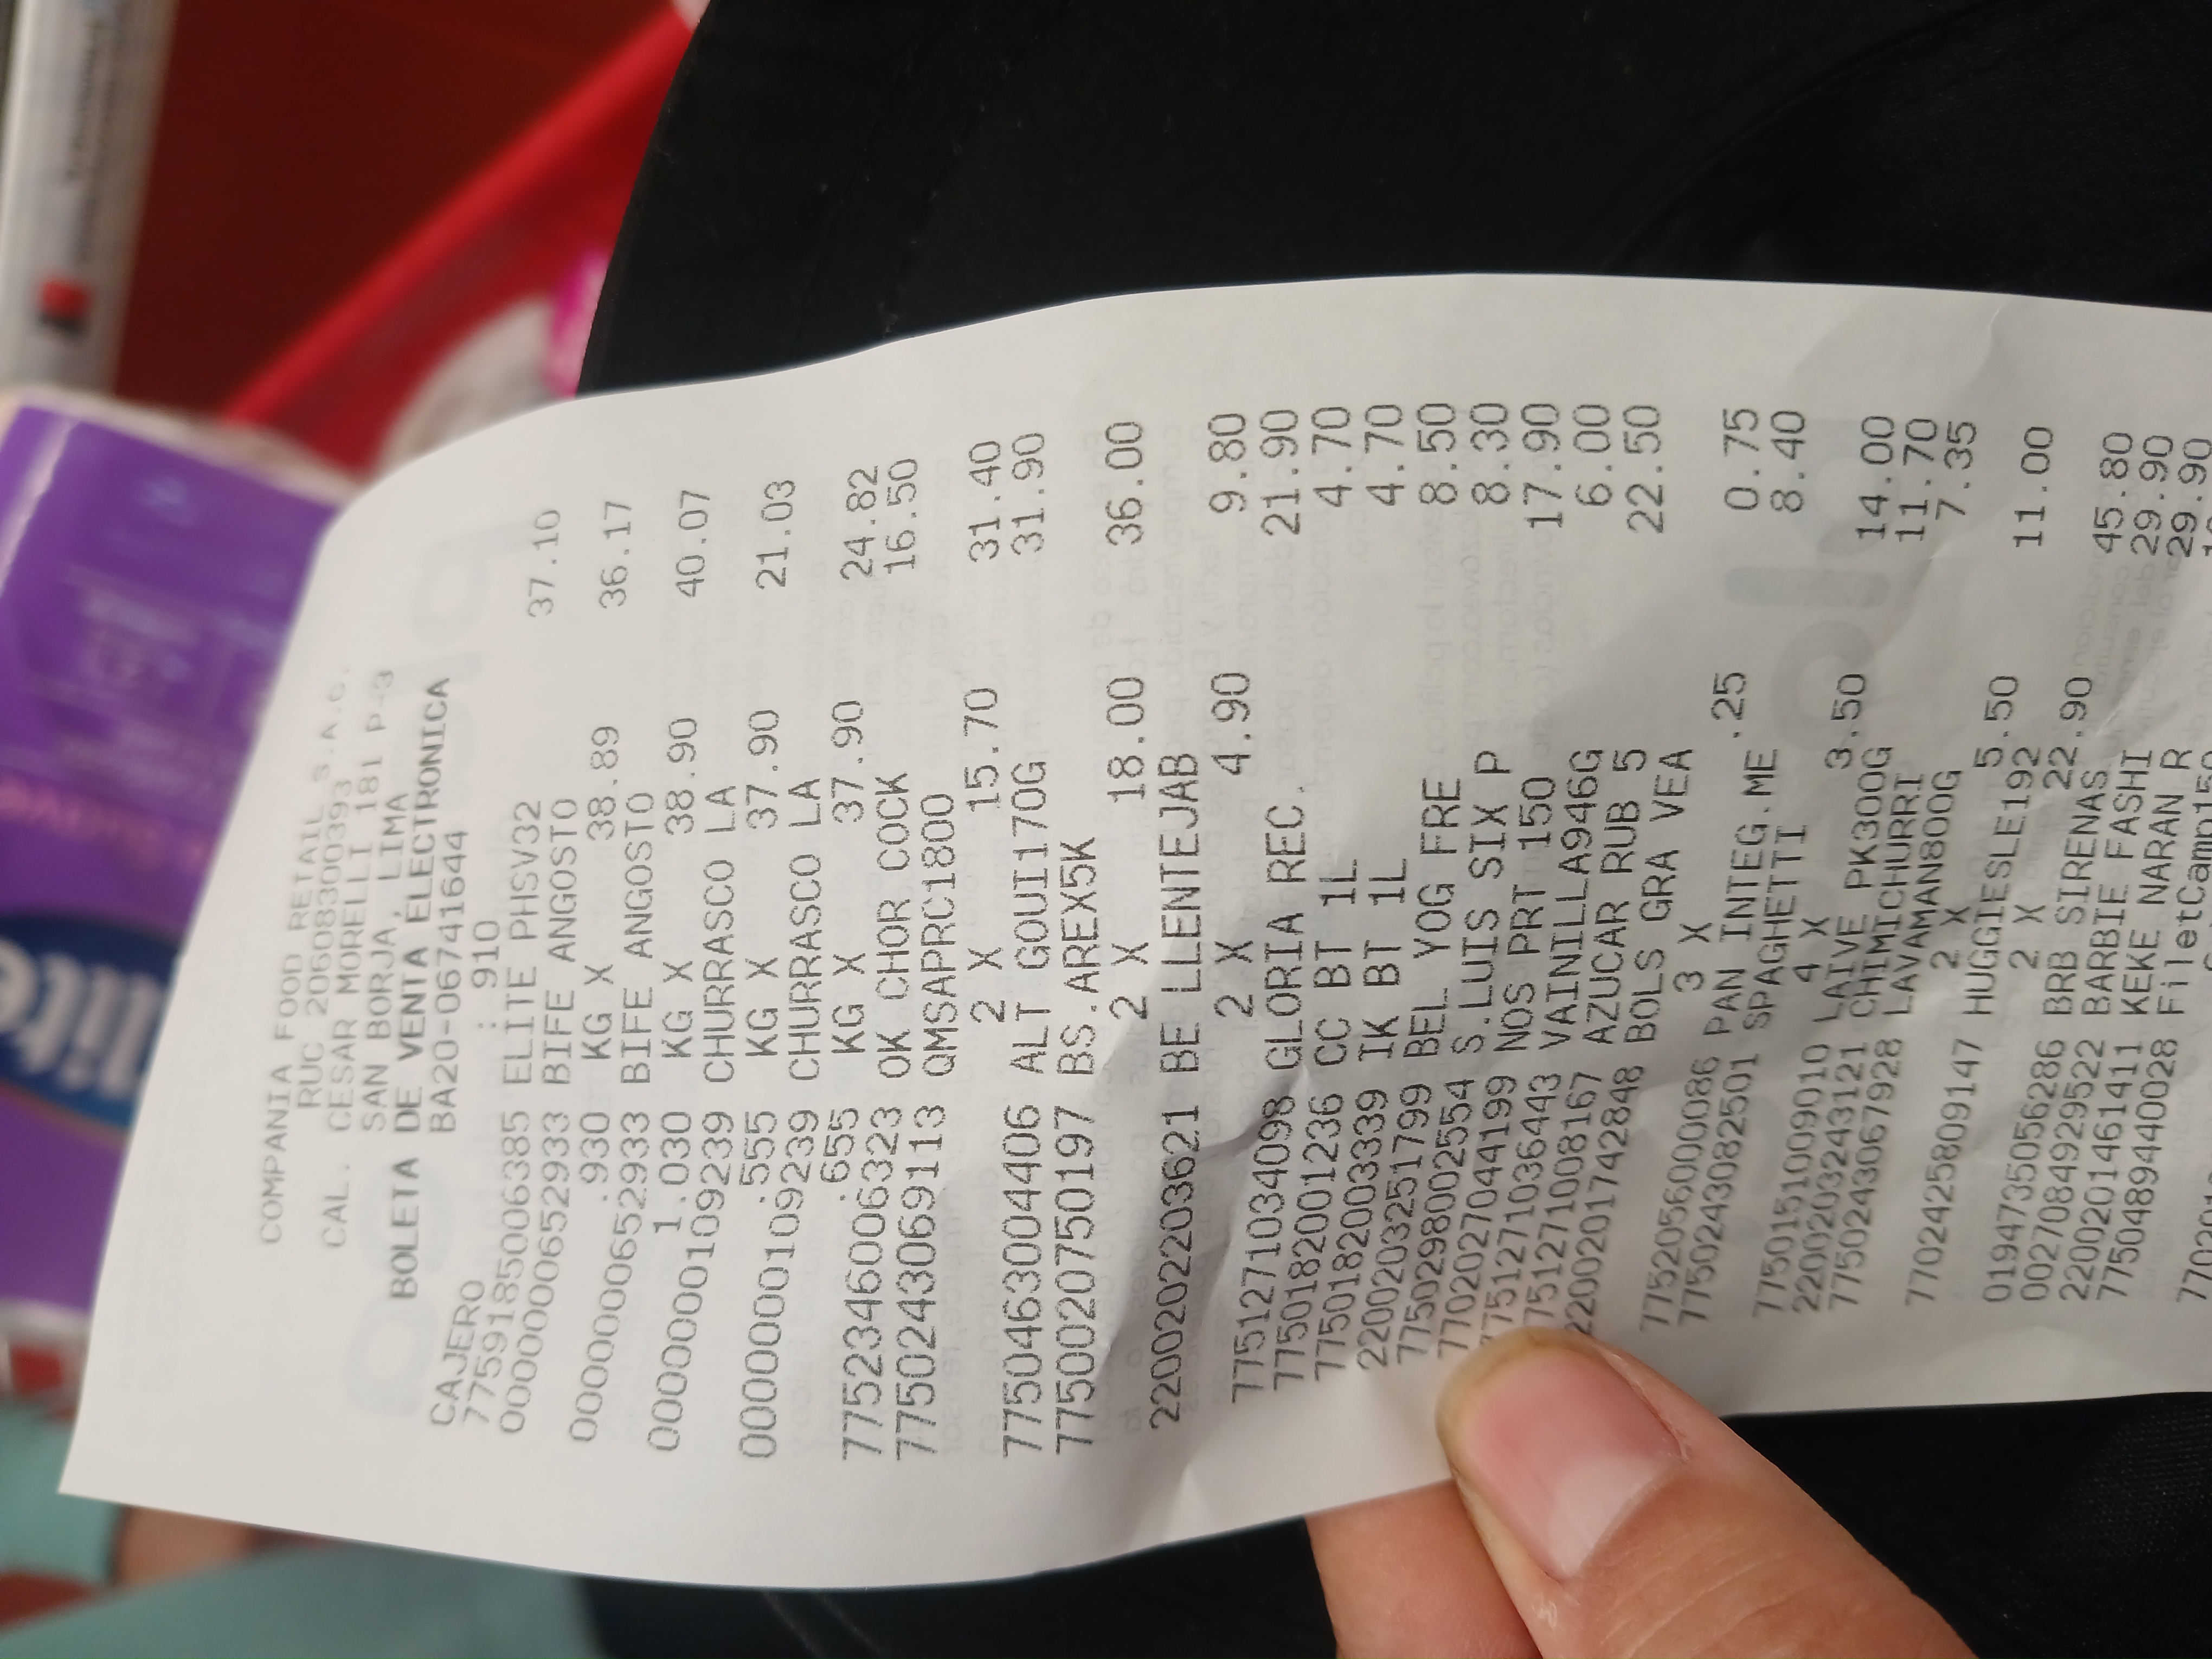 COMPANIA FOOD RETAIL S.A.C.
RUC 20608300393
CAL. CESAR MORELLI 181 P-3
SAN BORJA, LIMA
BOLETA DE VENTA ELECTRONICA
BA20-06741644
CAJERO : 910
7759185006385 ELITE PHSV32 37.10
0000000652933 BIFE ANGOSTO
.930 KG X 38.89 36.17
0000000652933 BIFE ANGOSTO
1.030 KG X 38.90 40.07
0000000109239 CHURRASCO LA
.555 KG X 37.90 21.03
0000000109239 CHURRASCO LA
.655 KG X 37.90 24.82
7752346006323 OK CHOR COCK 16.50
7750243069113 QMSAPRC1800
2 X 15.70 31.40
7750463004406 ALT GOUI170G 31.90
7750020750197 BS.AREX5K
2 X 18.00 36.00
2200202203621 BE LLENTEJAB
2 X 4.90 9.80
7751271034098 GLORIA REC. 21.90
7750182001236 CC BT 1L 4.70
7750182003339 IK BT 1L 4.70
2200203251799 BEL YOG FRE 8.50
7750298002554 S.LUIS SIX P 8.30
7702027044199 NOS PRT 150 17.90
7751271036443 VAINILLA946G 6.00
751271008167 AZUCAR RUB 5 22.50
2200201742848 BOLS GRA VEA
3 X .25 0.75
7752056000086 PAN INTEG.ME 8.40
7750243082501 SPAGHETTI
4 X 3.50 14.00
7750151009010 LAIVE PK300G 11.70
2200203243121 CHIMICHURRI 7.35
7750243067928 LAVAMAN800G
2 X 5.50 11.00
7702425809147 HUGGIESLE192
2 X 22.90 45.80
0194735056286 BRB SIRENAS 29.90
0027084929522 BARBIE FASHI 29.90
2200201461411 KEKE NARAN R
7750489440028 FiletCamp150